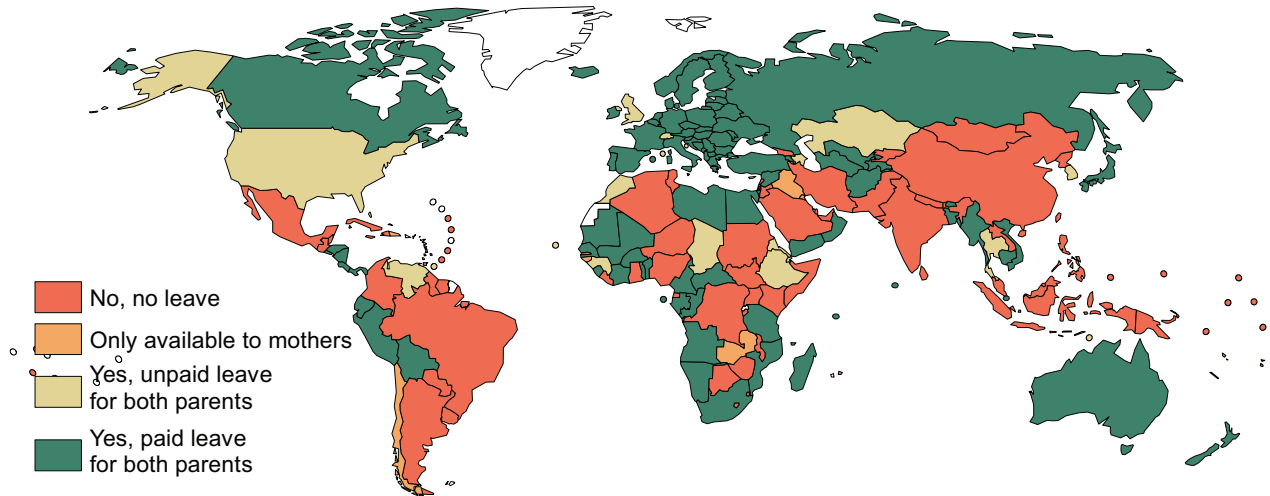 No, no leave
Only available to mothers
Yes, unpaid leave
for both parents
Yes, paid leave
for both parents